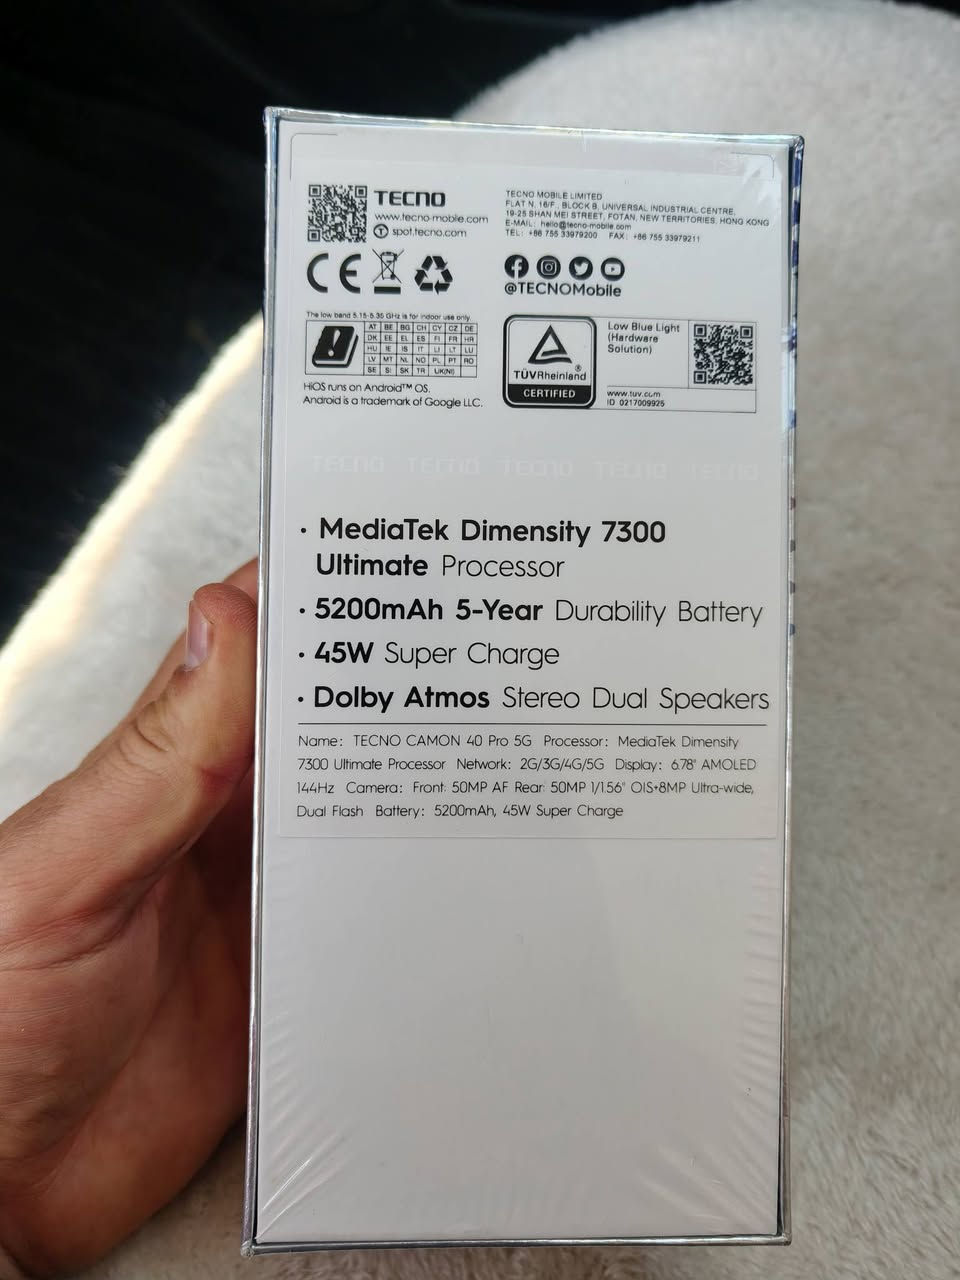 TECNO
www.tecno-mobile.com
spot.tecno.com
TECNO MOBILE LIMITED
FLAT N, 16/F., BLOCK B, UNIVERSAL INDUSTRIAL CENTRE,
19-25 SHAN MEI STREET, FOTAN, NEW TERRITORIES, HONG KONG
E-MAIL: hello@tecno-mobile.com
TEL: +86 755 33979200 FAX: +86 755 33979211
CE
@TECNOMobile
The low band 5.15-5.35 GHz is for indoor use only.
AT BE BG CH CY CZ DE
DK EE EL ES FI FR HR
HU IE IS IT LI LT LU
LV MT NL NO PL PT RO
SE SI SK TR UK(NI)
HiOS runs on Android™ OS.
Android is a trademark of Google LLC.
TÜVRheinland®
CERTIFIED
Low Blue Light
(Hardware
Solution)
www.tuv.com
ID 0217009925
TECNO TECNO TECNO TECNO TECNO
· MediaTek Dimensity 7300
Ultimate Processor
· 5200mAh 5-Year Durability Battery
· 45W Super Charge
· Dolby Atmos Stereo Dual Speakers
Name: TECNO CAMON 40 Pro 5G Processor: MediaTek Dimensity
7300 Ultimate Processor Network: 2G/3G/4G/5G Display: 6.78" AMOLED
144Hz Camera: Front: 50MP AF Rear: 50MP 1/1.56" OIS+8MP Ultra-wide,
Dual Flash Battery: 5200mAh, 45W Super Charge